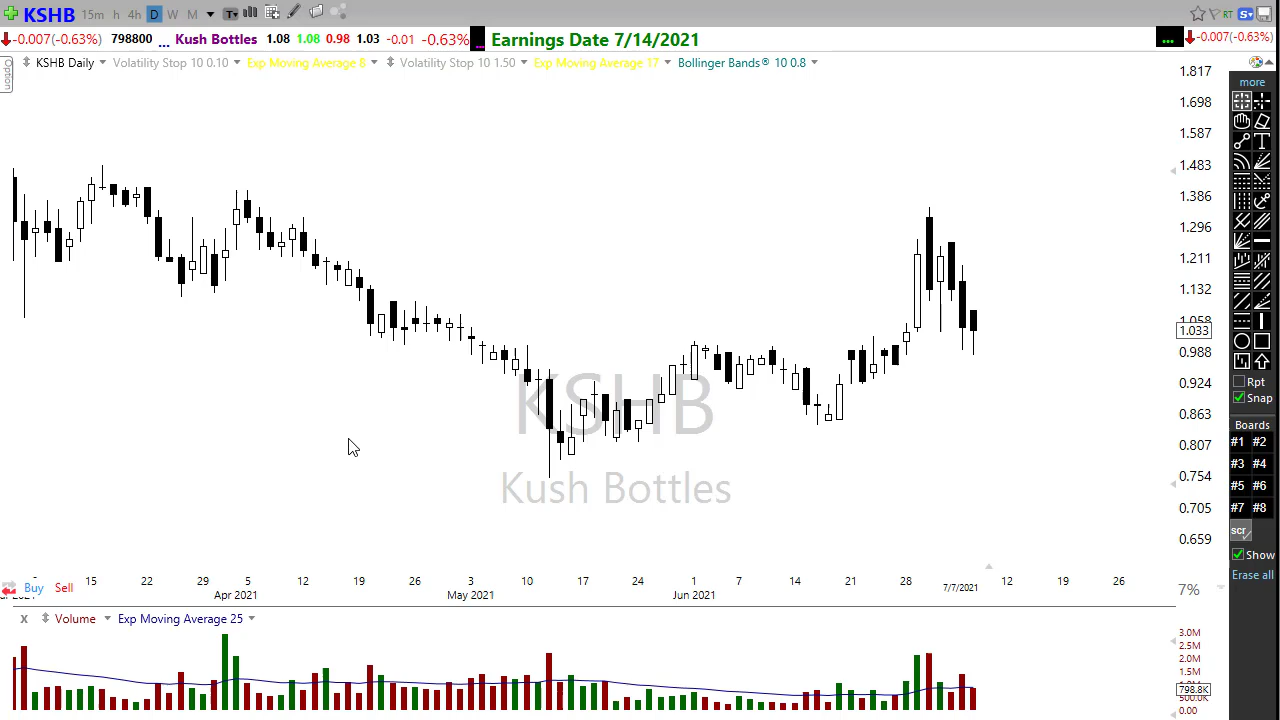 KSHB 15m h 4h D W M T RT S
-0.007(-0.63%) 798800 ... Kush Bottles 1.08 1.08 0.98 1.03 -0.01 -0.63% ... Earnings Date 7/14/2021 ... -0.007(-0.63%)
Option
KSHB Daily Volatility Stop 10 0.10 Exp Moving Average 8 Volatility Stop 10 1.50 Exp Moving Average 17 Bollinger Bands® 10 0.8
1.817
1.698
1.587
1.483
1.386
1.296
1.211
1.132
1.058
1.033
0.988
0.924
0.863
0.807
0.754
0.705
0.659
more
T
Rpt
Snap
Boards
#1 #2
#3 #4
#5 #6
#7 #8
scr
Show
Erase all
KSHB
Kush Bottles
15 22 29 5 12 19 26 3 10 17 24 1 7 14 21 28 7/7/2021 12 19 26
Apr 2021 May 2021 Jun 2021
Buy Sell
7%
X Volume Exp Moving Average 25
3.0M
2.5M
2.0M
1.5M
798.8K
500.0K
0.00